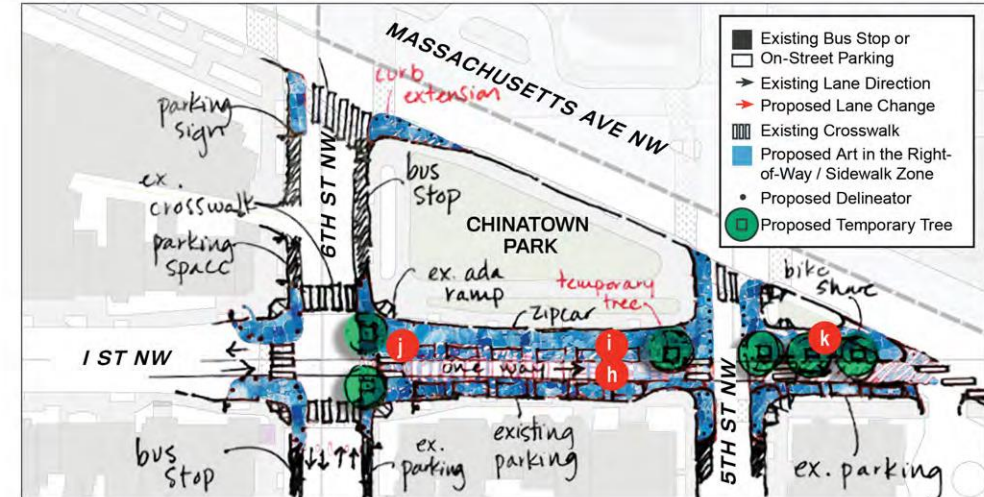 Existing Bus Stop or
On-Street Parking
Existing Lane Direction
Proposed Lane Change
Existing Crosswalk
Proposed Art in the Right-
of-Way / Sidewalk Zone
Proposed Delineator
Proposed Temporary Tree
MASSACHUSETTS AVE NW
curb
extension
parking
sign
ex.
crosswalk
parking
space
6TH ST NW
bus
stop
CHINATOWN
PARK
ex. ada
ramp
zipcar
temporary
tree
bike
share
I ST NW
j
i
k
one way
h
5TH ST NW
bus
stop
ex.
parking
existing
parking
ex. parking